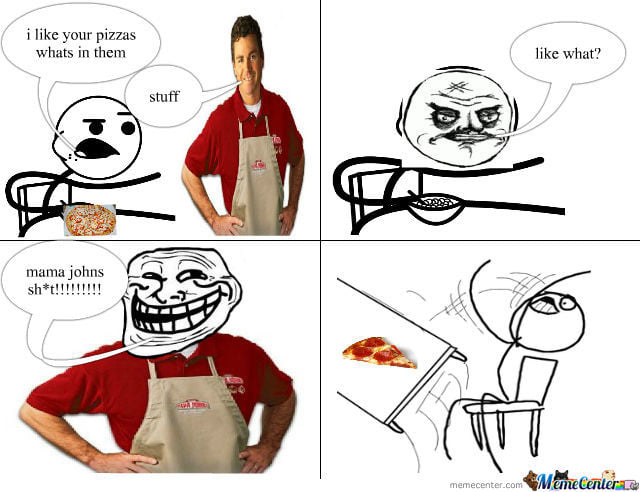 i like your pizzas
whats in them
stuff
like what?
mama johns
sh*t!!!!!!!!!
memecenter.com
MemeCenter